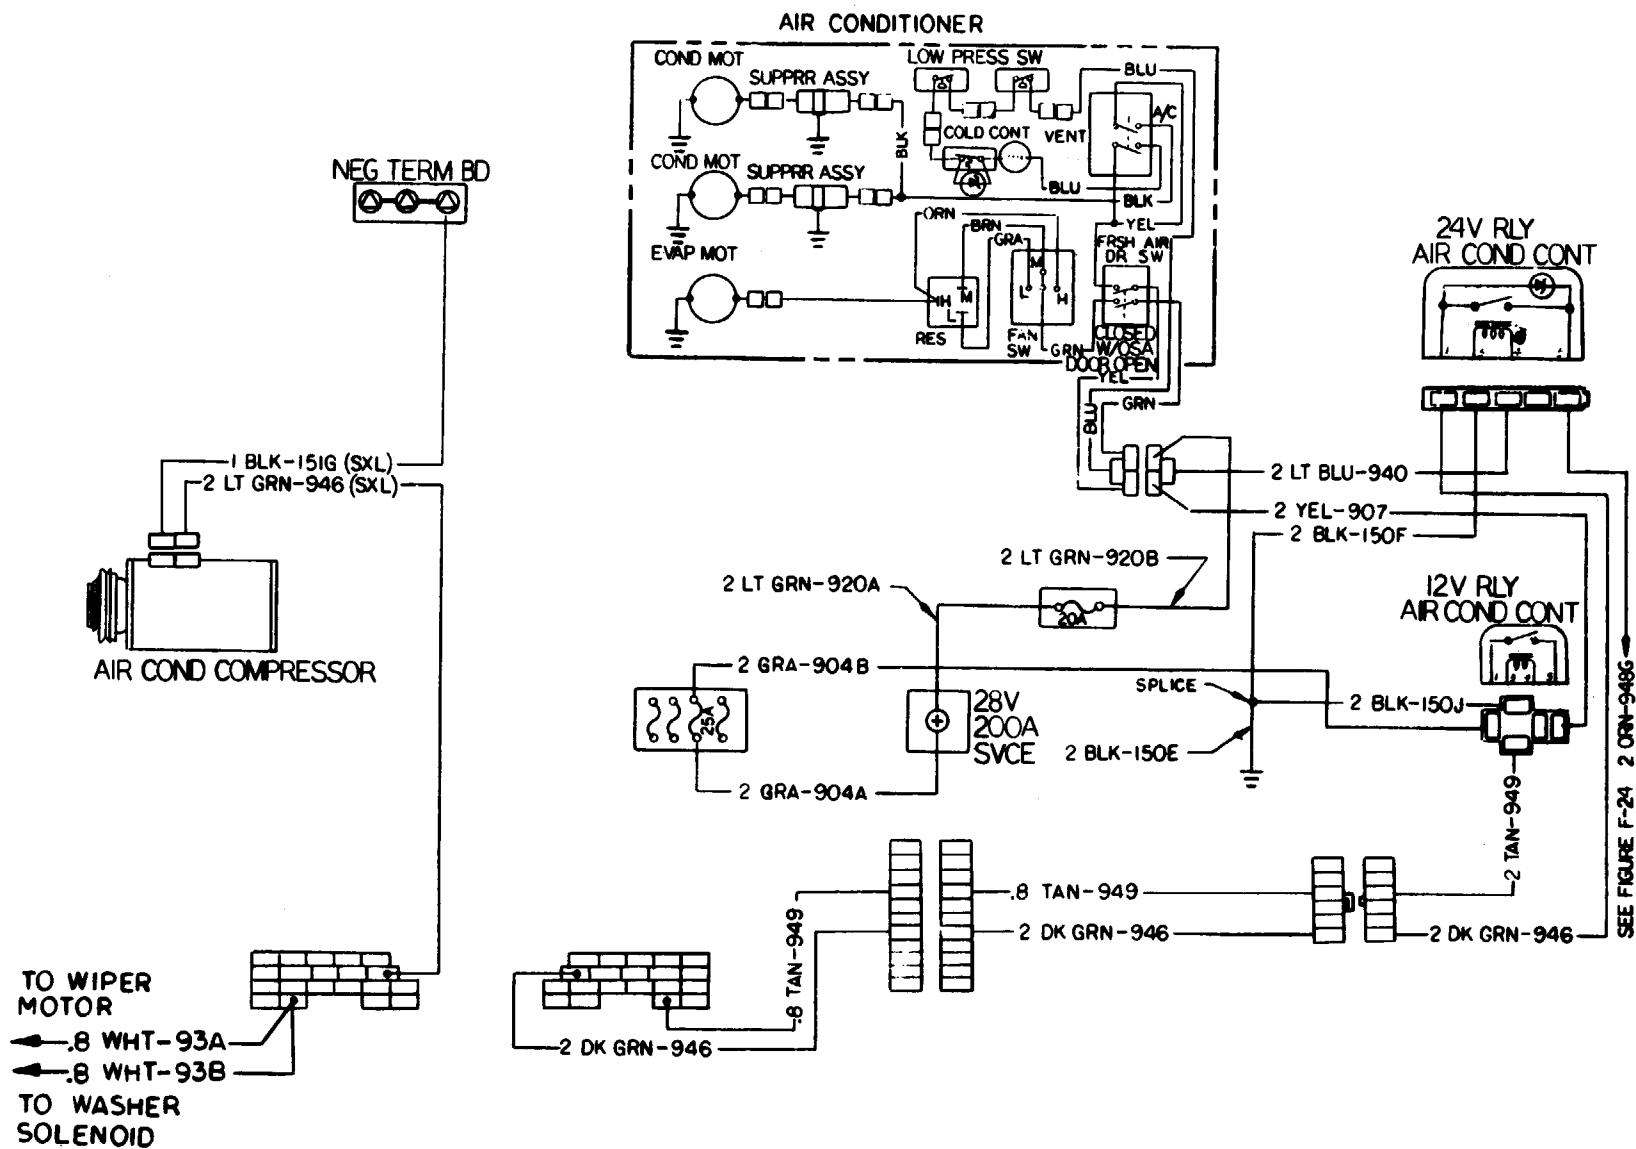 AIR CONDITIONER
COND MOT
SUPPRR ASSY
LOW PRESS SW
BLU
A/C
BLK
COLD CONT
VENT
COND MOT
SUPPRR ASSY
BLU
BLK
ORN
BRN
YEL
GRA
FRSH AIR
DR SW
EVAP MOT
H
M
L
RES
M
L
H
FAN
SW
GRN
CLOSED
W/OSA
DOOR OPEN
YEL
BLU
GRN
NEG TERM BD
24V RLY
AIR COND CONT
1 BLK-151G (SXL)
2 LT GRN-946 (SXL)
2 LT BLU-940
2 YEL-907
2 BLK-150F
2 LT GRN-920B
2 LT GRN-920A
20A
12V RLY
AIR COND CONT
AIR COND COMPRESSOR
2 GRA-904B
25A
28V
200A
SVCE
SPLICE
2 BLK-150J
2 BLK-150E
2 GRA-904A
2 TAN-949
2 ORN-948G
SEE FIGURE F-24
.8 TAN-949
.8 TAN-949
2 DK GRN-946
2 DK GRN-946
2 DK GRN-946
TO WIPER
MOTOR
.8 WHT-93A
.8 WHT-93B
TO WASHER
SOLENOID